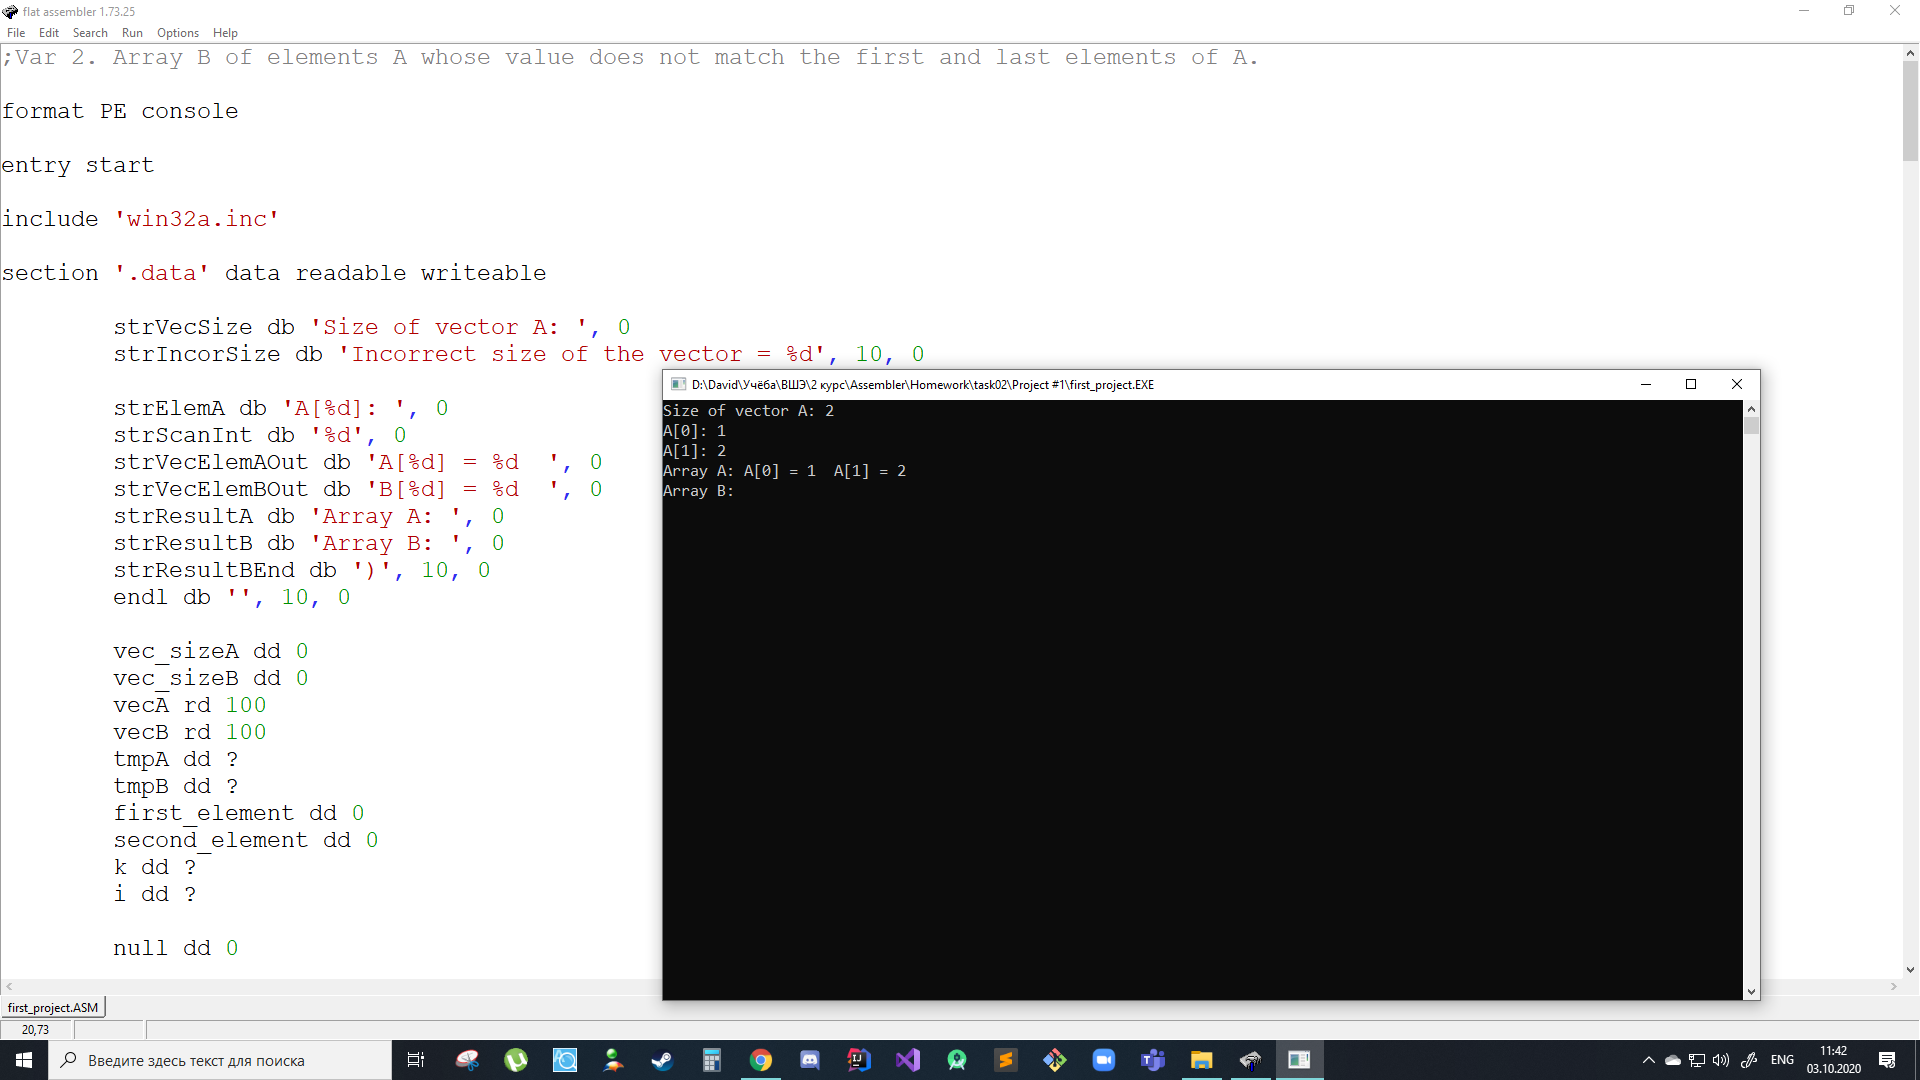 flat assembler 1.73.25
File Edit Search Run Options Help
;Var 2. Array B of elements A whose value does not match the first and last elements of A.
format PE console
entry start
include 'win32a.inc'
section '.data' data readable writeable
strVecSize db 'Size of vector A: ', 0
strIncorSize db 'Incorrect size of the vector = %d', 10, 0
strElemA db 'A[%d]: ', 0
strScanInt db '%d', 0
strVecElemAOut db 'A[%d] = %d  ', 0
strVecElemBOut db 'B[%d] = %d  ', 0
strResultA db 'Array A: ', 0
strResultB db 'Array B: ', 0
strResultBEnd db ')', 10, 0
endl db '', 10, 0
vec_sizeA dd 0
vec_sizeB dd 0
vecA rd 100
vecB rd 100
tmpA dd ?
tmpB dd ?
first_element dd 0
second_element dd 0
k dd ?
i dd ?
null dd 0
D:\David\Учёба\ВШЭ\2 курс\Assembler\Homework\task02\Project #1\first_project.EXE
Size of vector A: 2
A[0]: 1
A[1]: 2
Array A: A[0] = 1  A[1] = 2
Array B:
first_project.ASM
20,73
Введите здесь текст для поиска
ENG
11:42
03.10.2020